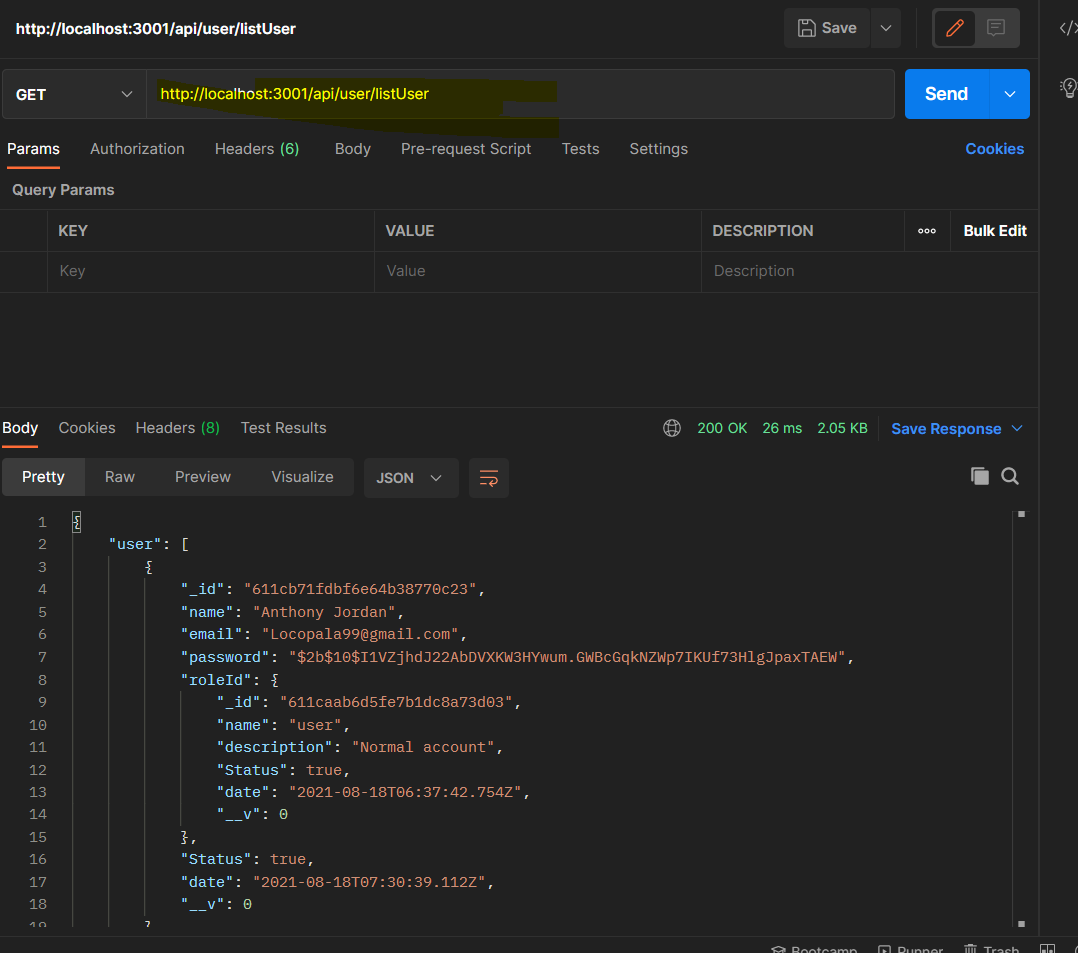 http://localhost:3001/api/user/listUser
Save
GET
http://localhost:3001/api/user/listUser
Send
Params Authorization Headers (6) Body Pre-request Script Tests Settings Cookies
Query Params
KEY VALUE DESCRIPTION ooo Bulk Edit
Key Value Description
Body Cookies Headers (8) Test Results 200 OK 26 ms 2.05 KB Save Response
Pretty Raw Preview Visualize JSON
1 {
2 "user": [
3 {
4 "_id": "611cb71fdbf6e64b38770c23",
5 "name": "Anthony Jordan",
6 "email": "Locopala99@gmail.com",
7 "password": "$2b$10$I1VZjhdJ22AbDVXKW3HYwum.GWBcGqkNZWp7IKUf73HlgJpaxTAEW",
8 "roleId": {
9 "_id": "611caab6d5fe7b1dc8a73d03",
10 "name": "user",
11 "description": "Normal account",
12 "Status": true,
13 "date": "2021-08-18T06:37:42.754Z",
14 "__v": 0
15 },
16 "Status": true,
17 "date": "2021-08-18T07:30:39.112Z",
18 "__v": 0
19 }
Bootcamp Runner Trash